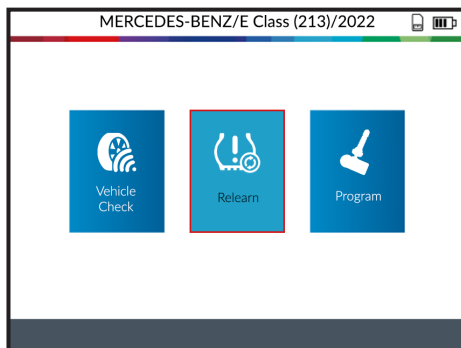 MERCEDES-BENZ/E Class (213)/2022
Vehicle
Check
Relearn
Program